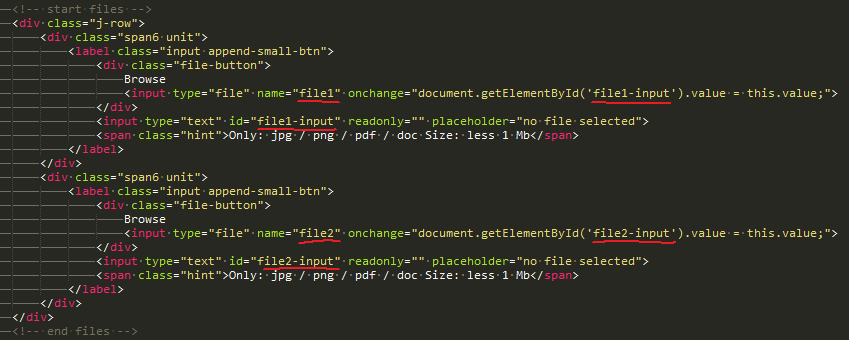 <!-- start files -->
<div class="j-row">
<div class="span6 unit">
<label class="input append-small-btn">
<div class="file-button">
Browse
<input type="file" name="file1" onchange="document.getElementById('file1-input').value = this.value;">
</div>
<input type="text" id="file1-input" readonly="" placeholder="no file selected">
<span class="hint">Only: jpg / png / pdf / doc Size: less 1 Mb</span>
</label>
</div>
<div class="span6 unit">
<label class="input append-small-btn">
<div class="file-button">
Browse
<input type="file" name="file2" onchange="document.getElementById('file2-input').value = this.value;">
</div>
<input type="text" id="file2-input" readonly="" placeholder="no file selected">
<span class="hint">Only: jpg / png / pdf / doc Size: less 1 Mb</span>
</label>
</div>
</div>
<!-- end files -->